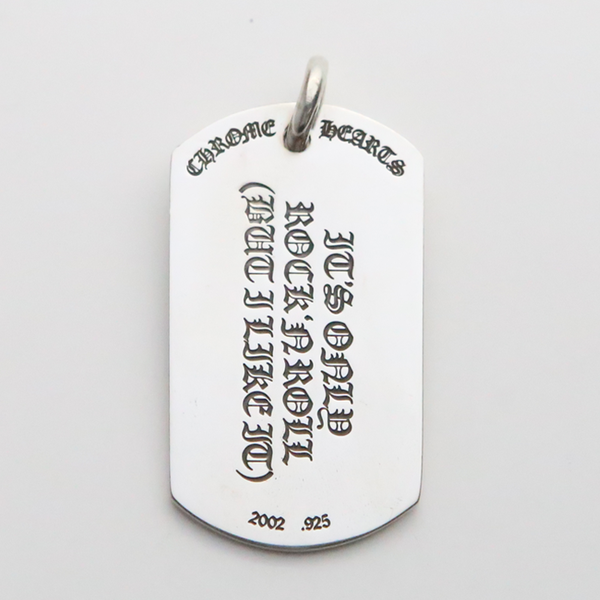 CHROME HEARTS
IT'S ONLY
ROCK'N ROLL
(BUT I LIKE IT)
2002 .925